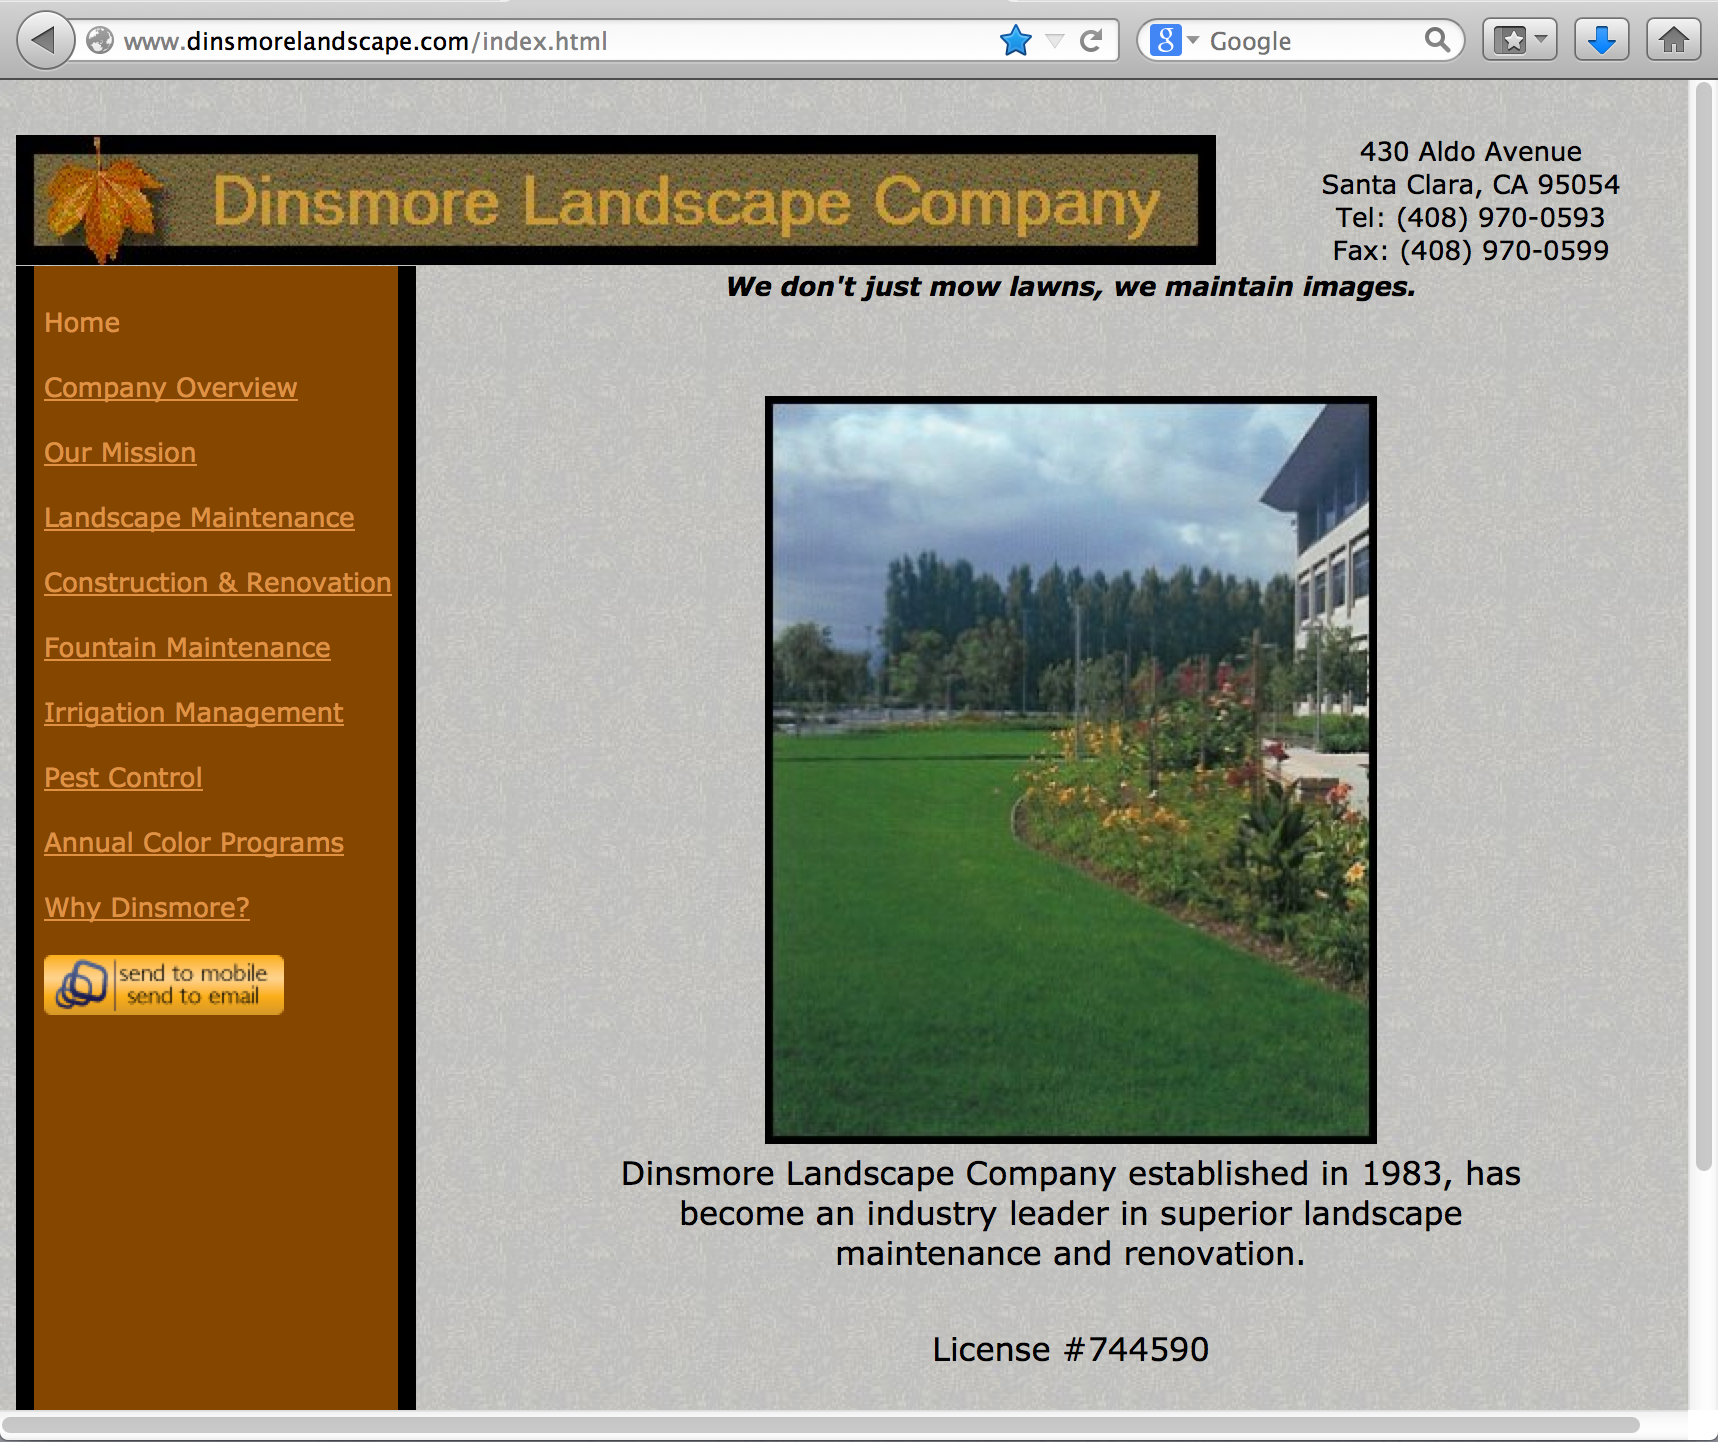 www.dinsmorelandscape.com/index.html
Google
Dinsmore Landscape Company
430 Aldo Avenue
Santa Clara, CA 95054
Tel: (408) 970-0593
Fax: (408) 970-0599
We don't just mow lawns, we maintain images.
Home
Company Overview
Our Mission
Landscape Maintenance
Construction & Renovation
Fountain Maintenance
Irrigation Management
Pest Control
Annual Color Programs
Why Dinsmore?
send to mobile
send to email
Dinsmore Landscape Company established in 1983, has
become an industry leader in superior landscape
maintenance and renovation.
License #744590